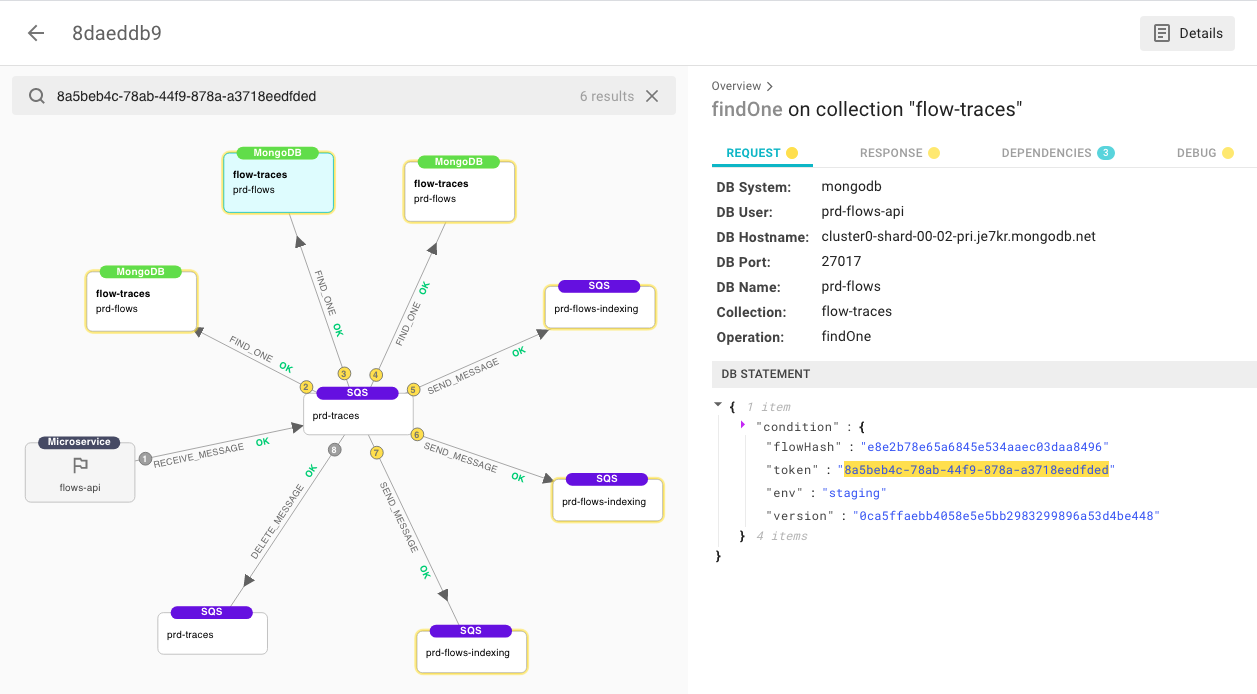 8daeddb9
Details
8a5beb4c-78ab-44f9-878a-a3718eedfded
6 results
MongoDB
flow-traces
prd-flows
MongoDB
flow-traces
prd-flows
MongoDB
flow-traces
prd-flows
SQS
prd-flows-indexing
FIND_ONE OK
FIND_ONE OK
FIND_ONE OK
SEND_MESSAGE OK
2
3
4
5
SQS
prd-traces
6
SEND_MESSAGE OK
Microservice
flows-api
1
RECEIVE_MESSAGE OK
8
7
DELETE_MESSAGE OK
SEND_MESSAGE OK
SQS
prd-flows-indexing
SQS
prd-traces
SQS
prd-flows-indexing
Overview
findOne on collection "flow-traces"
REQUEST RESPONSE DEPENDENCIES 3 DEBUG
DB System: mongodb
DB User: prd-flows-api
DB Hostname: cluster0-shard-00-02-pri.je7kr.mongodb.net
DB Port: 27017
DB Name: prd-flows
Collection: flow-traces
Operation: findOne
DB STATEMENT
{ 1 item
"condition" : {
"flowHash" : "e8e2b78e65a6845e534aaec03daa8496"
"token" : "8a5beb4c-78ab-44f9-878a-a3718eedfded"
"env" : "staging"
"version" : "0ca5ffaebb4058e5e5bb2983299896a53d4be448"
} 4 items
}